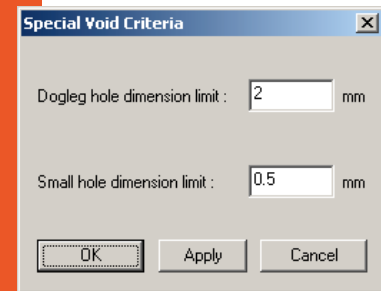 Special Void Criteria
Dogleg hole dimension limit : 2 mm
Small hole dimension limit : 0.5 mm
OK Apply Cancel